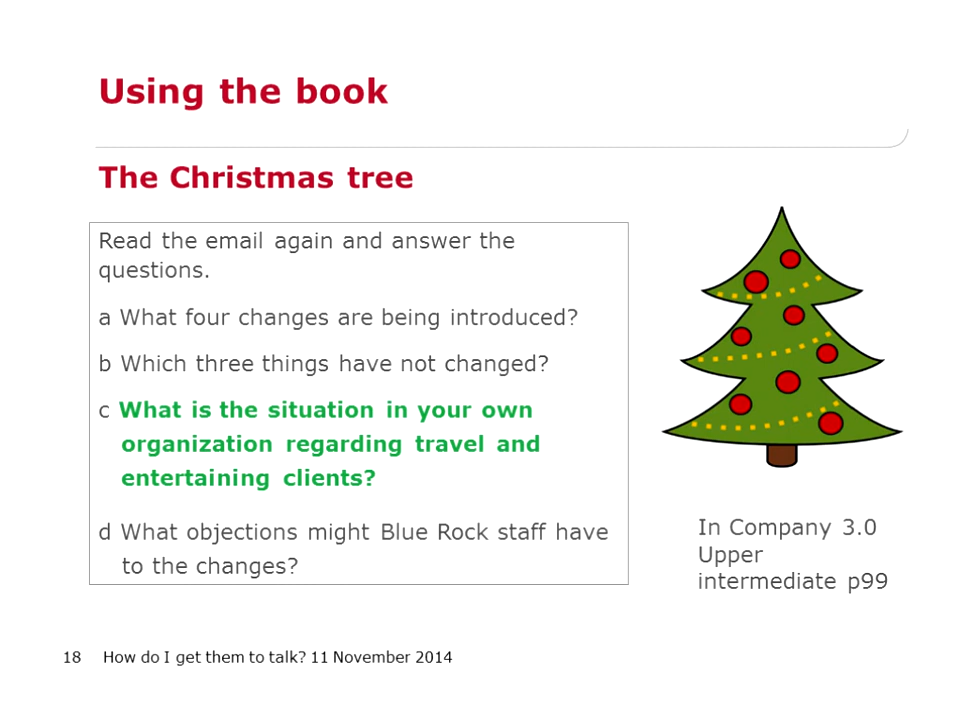 Using the book
The Christmas tree
Read the email again and answer the
questions.
a What four changes are being introduced?
b Which three things have not changed?
c What is the situation in your own
organization regarding travel and
entertaining clients?
d What objections might Blue Rock staff have
to the changes?
In Company 3.0
Upper
intermediate p99
18 How do I get them to talk? 11 November 2014